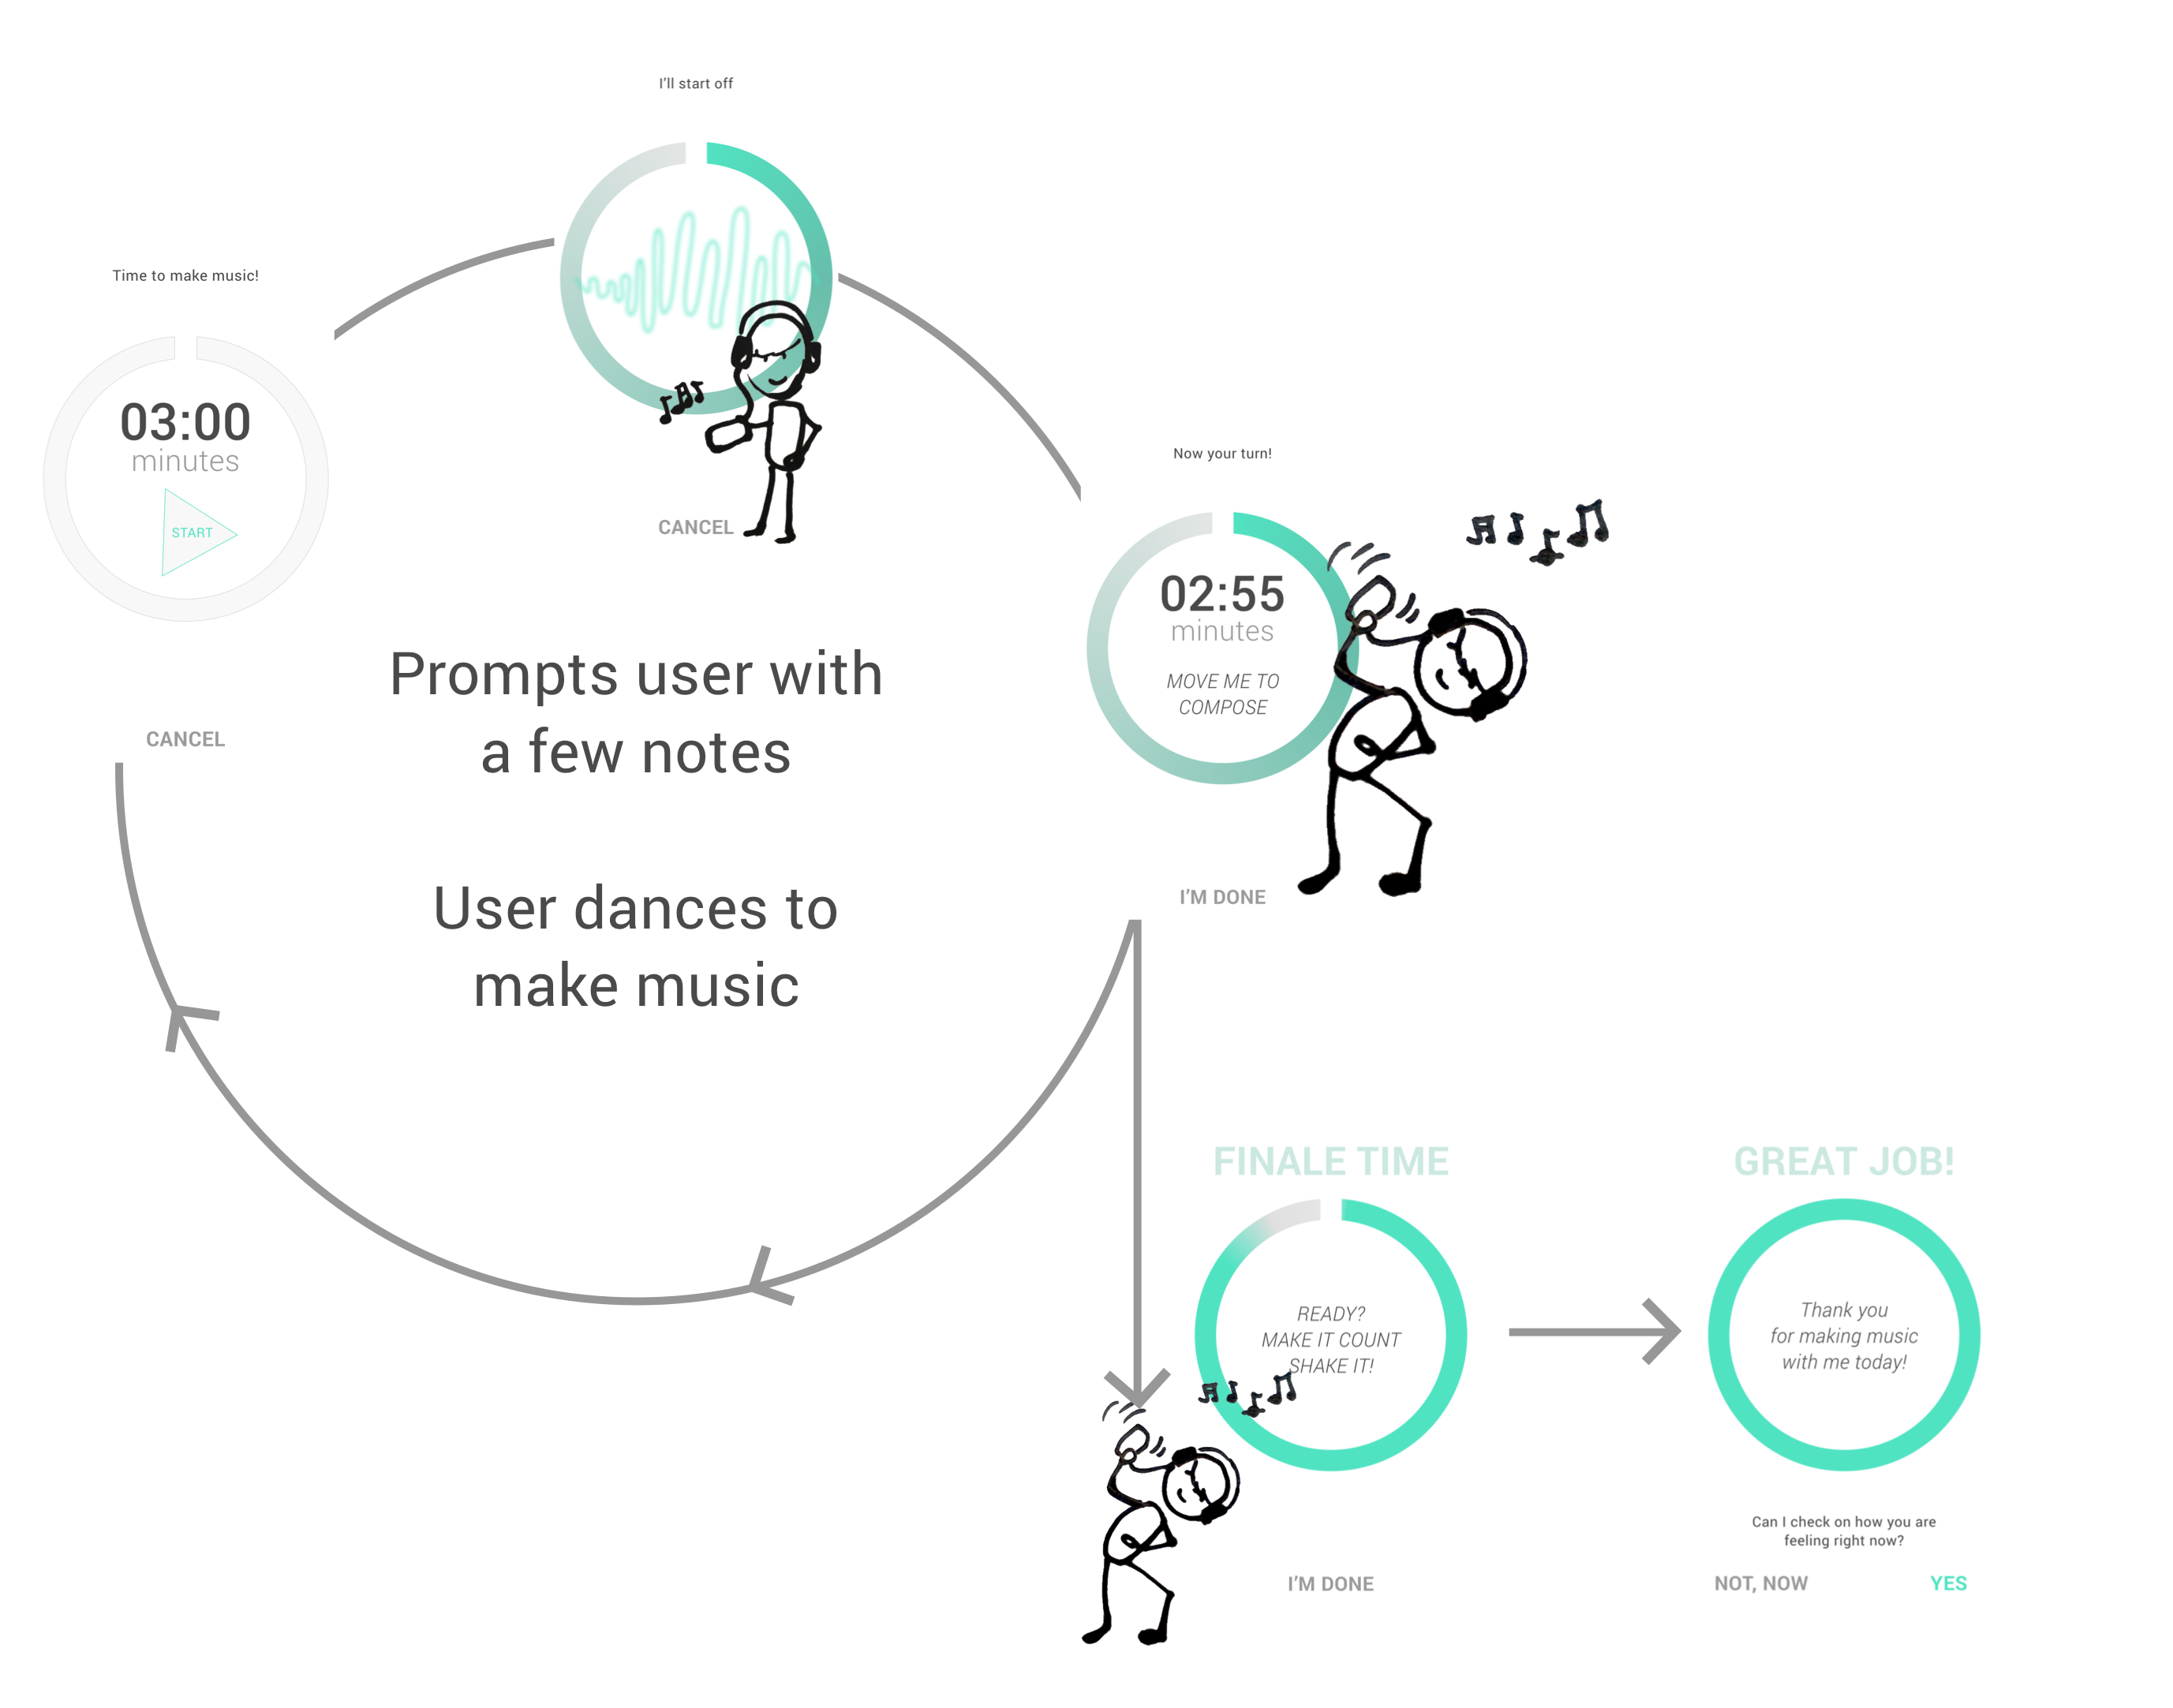 I'll start off
CANCEL
Time to make music!
03:00
minutes
START
CANCEL
Prompts user with
a few notes
User dances to
make music
Now your turn!
02:55
minutes
MOVE ME TO
COMPOSE
I'M DONE
FINALE TIME
READY?
MAKE IT COUNT
SHAKE IT!
I'M DONE
GREAT JOB!
Thank you
for making music
with me today!
Can I check on how you are
feeling right now?
NOT, NOW
YES